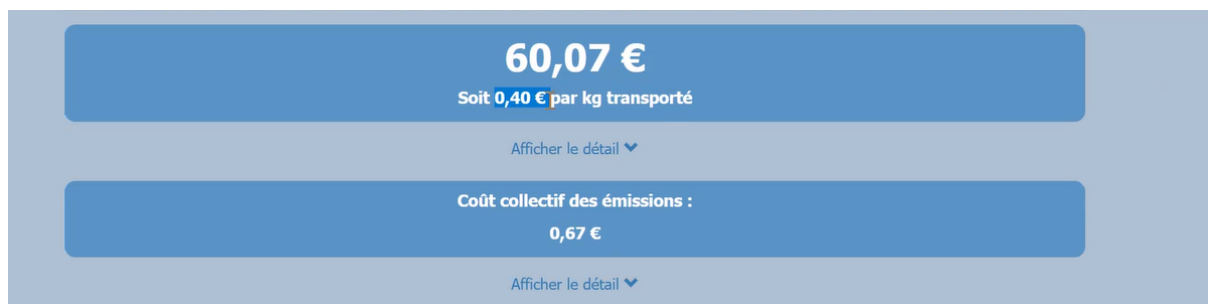 60,07 €
Soit 0,40 € par kg transporté
Afficher le détail
Coût collectif des émissions :
0,67 €
Afficher le détail